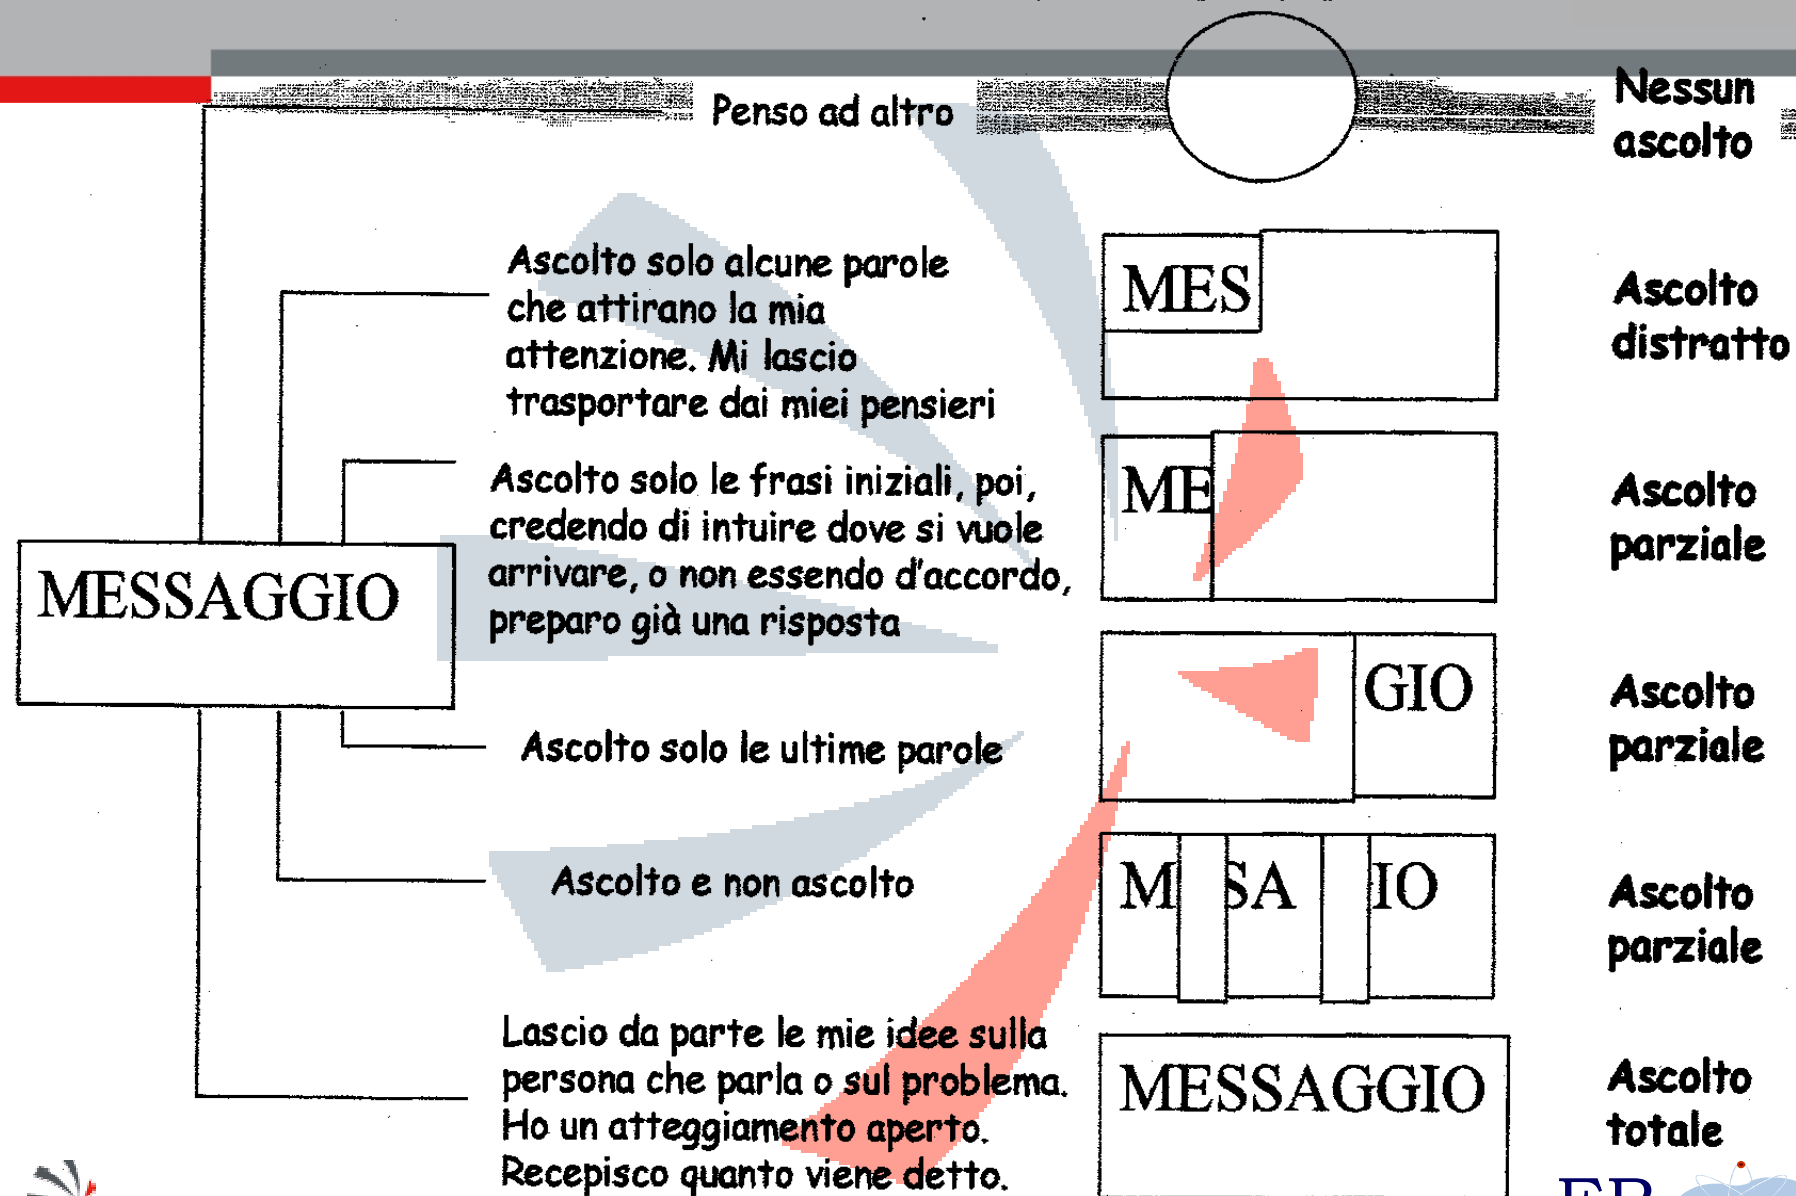 Penso ad altro
Nessun
ascolto
Ascolto solo alcune parole
che attirano la mia
attenzione. Mi lascio
trasportare dai miei pensieri
MES
Ascolto
distratto
Ascolto solo le frasi iniziali, poi,
credendo di intuire dove si vuole
arrivare, o non essendo d'accordo,
preparo già una risposta
ME
Ascolto
parziale
MESSAGGIO
Ascolto solo le ultime parole
GIO
Ascolto
parziale
Ascolto e non ascolto
M SA IO
Ascolto
parziale
Lascio da parte le mie idee sulla
persona che parla o sul problema.
Ho un atteggiamento aperto.
Recepisco quanto viene detto.
MESSAGGIO
Ascolto
totale